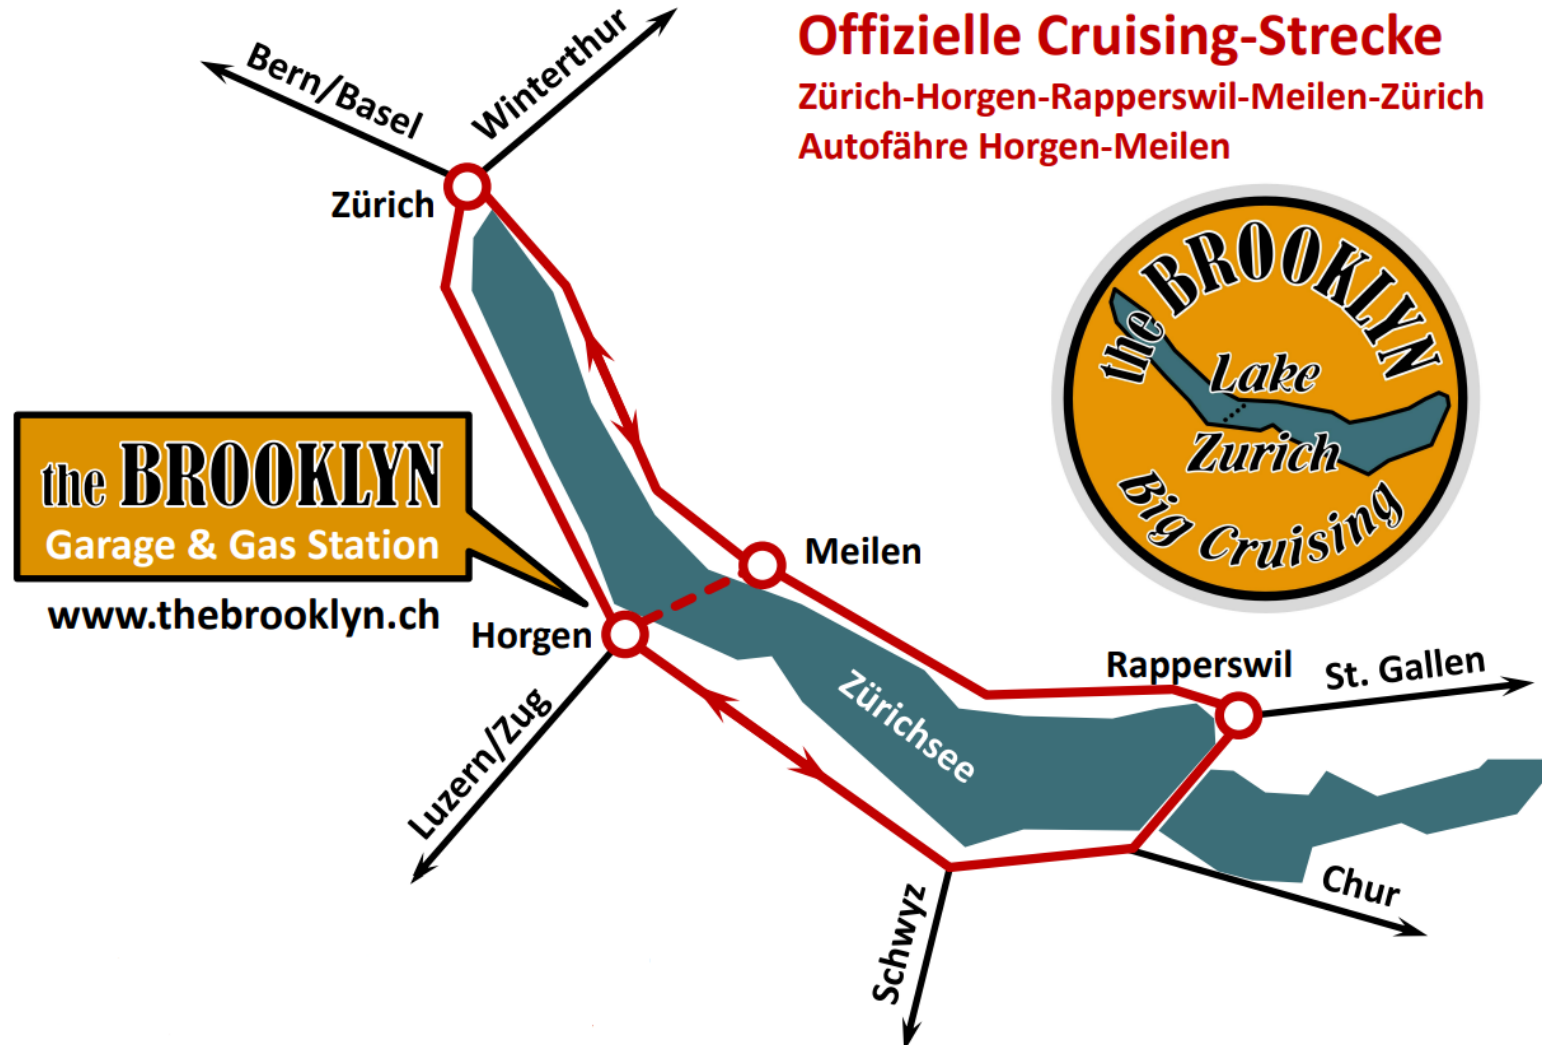 Offizielle Cruising-Strecke
Zürich-Horgen-Rapperswil-Meilen-Zürich
Autofähre Horgen-Meilen
Bern/Basel
Winterthur
Zürich
the BROOKLYN
Lake
Zurich
Big Cruising
the BROOKLYN
Garage & Gas Station
www.thebrooklyn.ch
Meilen
Horgen
Rapperswil
St. Gallen
Zürichsee
Luzern/Zug
Chur
Schwyz